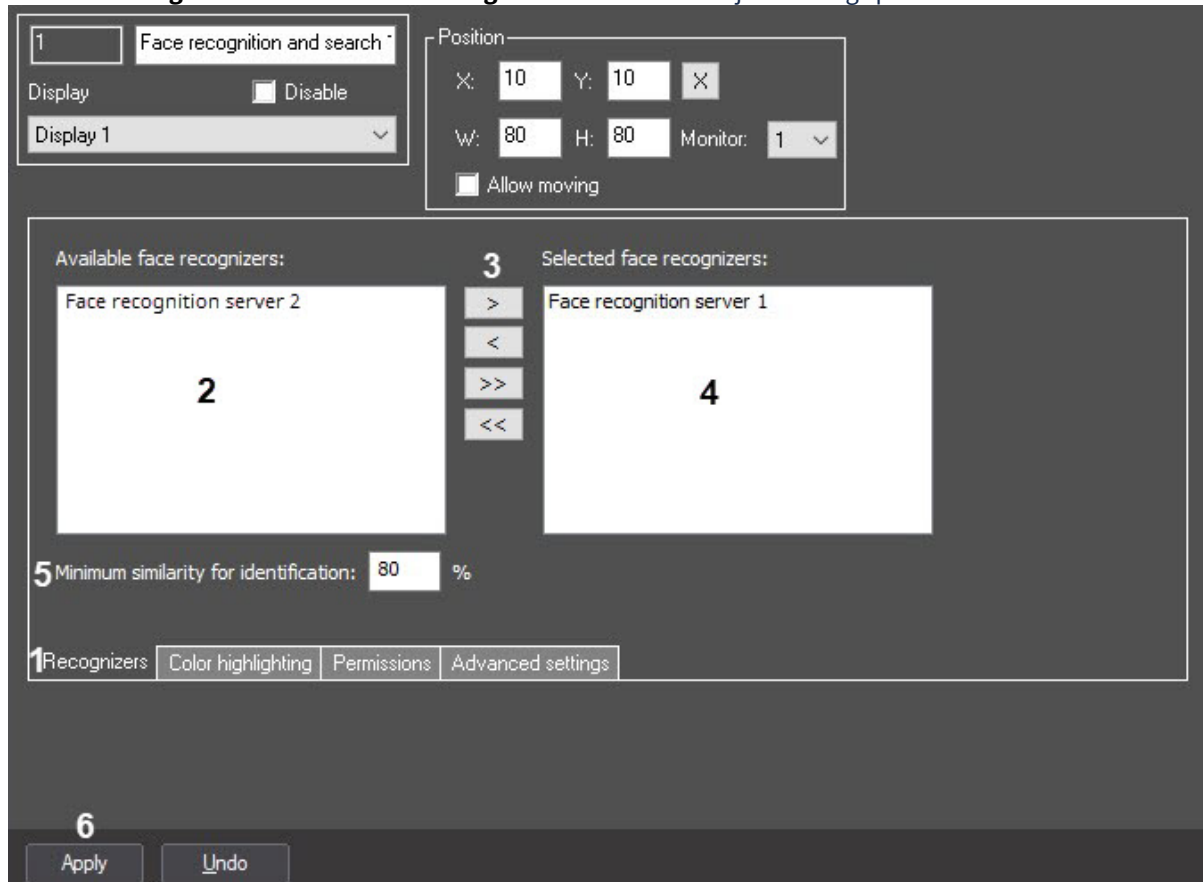 1
Face recognition and search
Display
Disable
Display 1
Position
X: 10 Y: 10 X
W: 80 H: 80 Monitor: 1
Allow moving
Available face recognizers:
3
Selected face recognizers:
Face recognition server 2
>
Face recognition server 1
<
2
>>
4
<<
5 Minimum similarity for identification: 80 %
1 Recognizers Color highlighting Permissions Advanced settings
6
Apply Undo